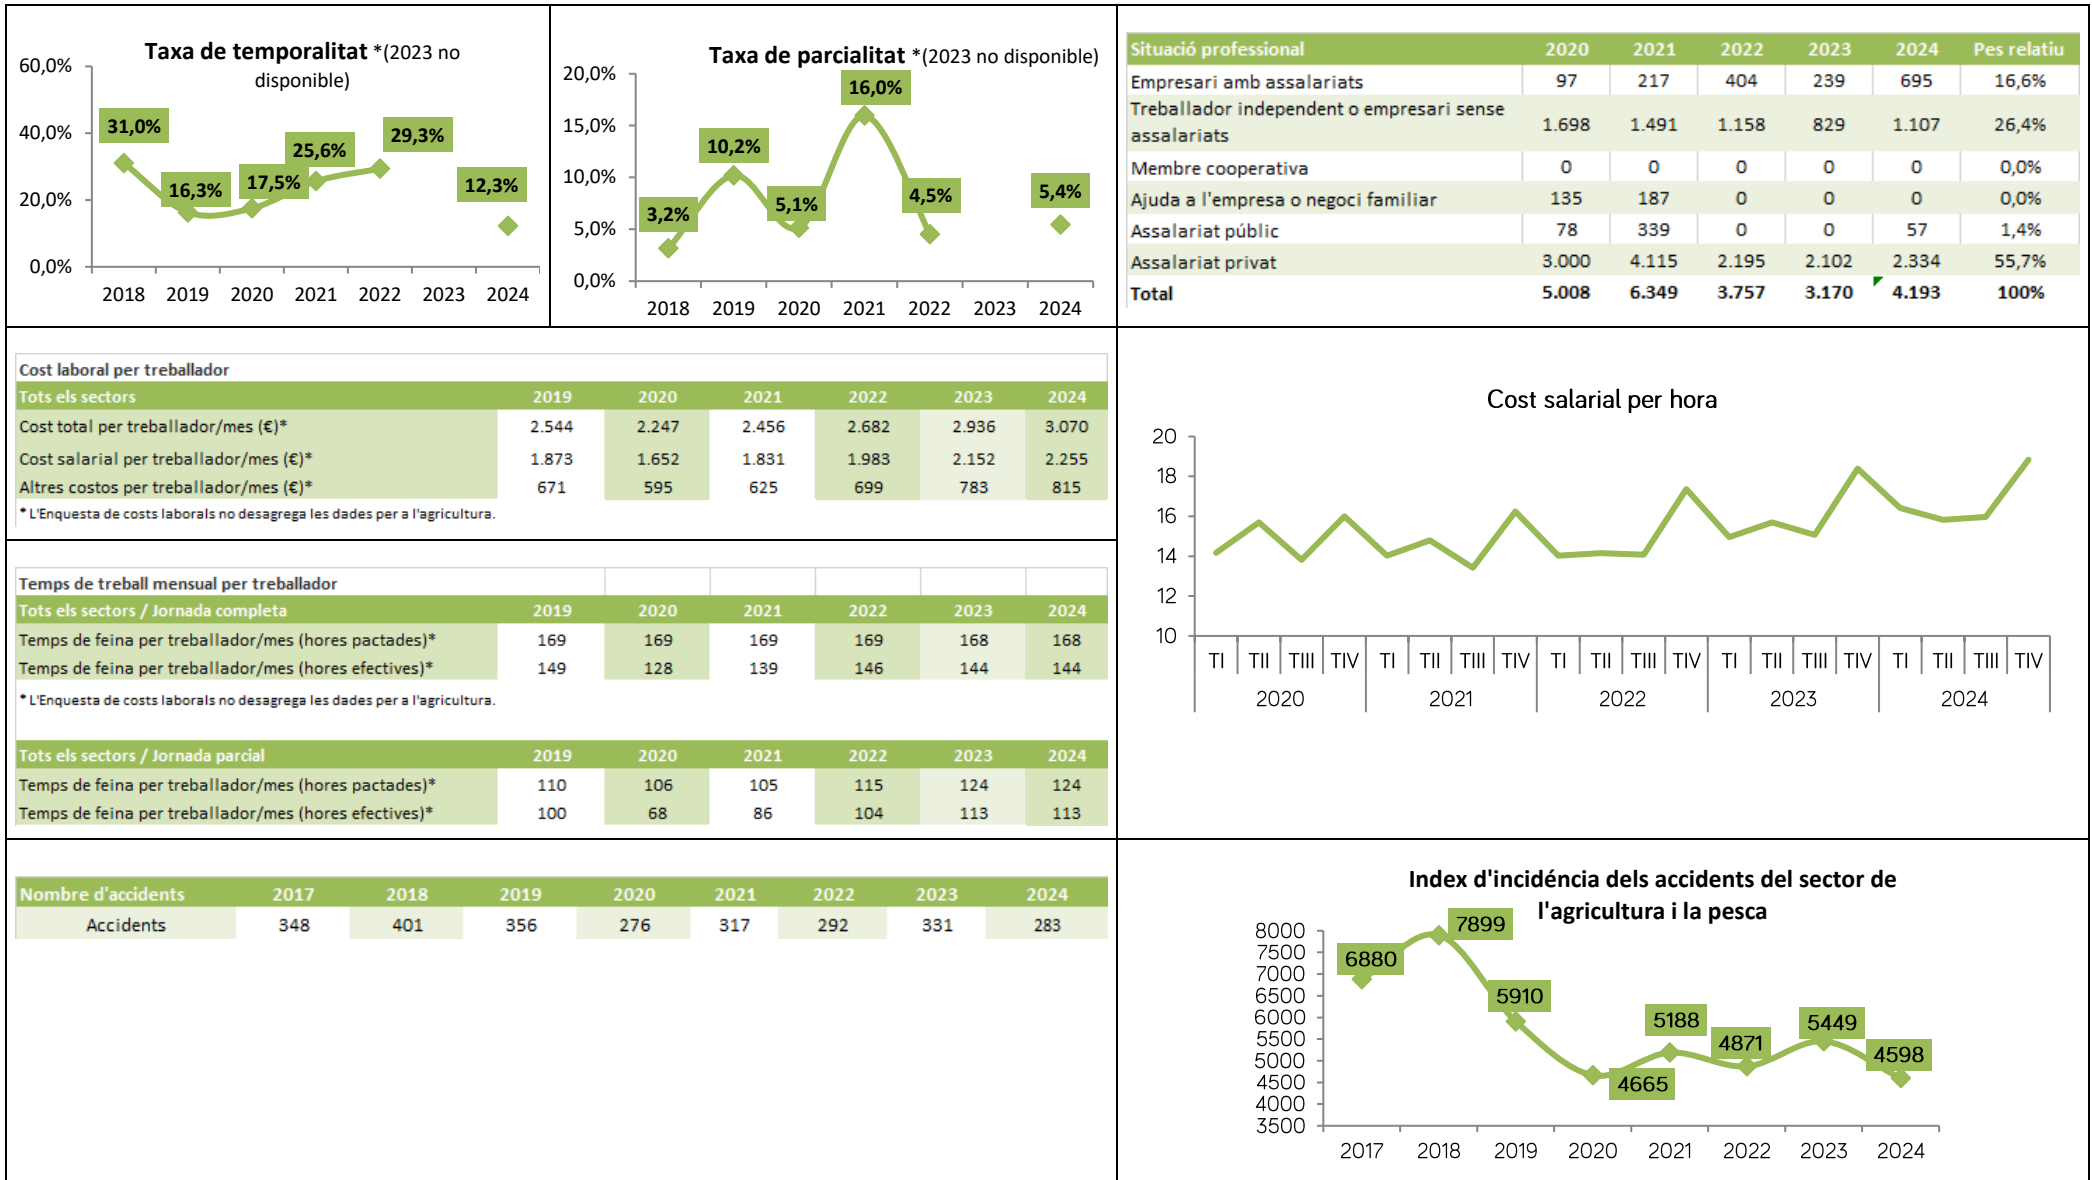 Taxa de temporalitat *(2023 no
disponible)
60,0%
40,0%
20,0%
0,0%
31,0%
16,3%
17,5%
25,6%
29,3%
12,3%
2018 2019 2020 2021 2022 2023 2024
Taxa de parcialitat *(2023 no disponible)
20,0%
15,0%
10,0%
5,0%
0,0%
3,2%
10,2%
5,1%
16,0%
4,5%
5,4%
2018 2019 2020 2021 2022 2023 2024
Situació professional 2020 2021 2022 2023 2024 Pes relatiu
Empresari amb assalariats 97 217 404 239 695 16,6%
Treballador independent o empresari sense
assalariats 1.698 1.491 1.158 829 1.107 26,4%
Membre cooperativa 0 0 0 0 0 0,0%
Ajuda a l'empresa o negoci familiar 135 187 0 0 0 0,0%
Assalariat públic 78 339 0 0 57 1,4%
Assalariat privat 3.000 4.115 2.195 2.102 2.334 55,7%
Total 5.008 6.349 3.757 3.170 4.193 100%
Cost laboral per treballador
Tots els sectors 2019 2020 2021 2022 2023 2024
Cost total per treballador/mes (€)* 2.544 2.247 2.456 2.682 2.936 3.070
Cost salarial per treballador/mes (€)* 1.873 1.652 1.831 1.983 2.152 2.255
Altres costos per treballador/mes (€)* 671 595 625 699 783 815
* L'Enquesta de costs laborals no desagrega les dades per a l'agricultura.
Cost salarial per hora
20
18
16
14
12
10
TI TII TIII TIV TI TII TIII TIV TI TII TIII TIV TI TII TIII TIV TI TII TIII TIV
2020 2021 2022 2023 2024
Temps de treball mensual per treballador
Tots els sectors / Jornada completa 2019 2020 2021 2022 2023 2024
Temps de feina per treballador/mes (hores pactades)* 169 169 169 169 168 168
Temps de feina per treballador/mes (hores efectives)* 149 128 139 146 144 144
* L'Enquesta de costs laborals no desagrega les dades per a l'agricultura.
Tots els sectors / Jornada parcial 2019 2020 2021 2022 2023 2024
Temps de feina per treballador/mes (hores pactades)* 110 106 105 115 124 124
Temps de feina per treballador/mes (hores efectives)* 100 68 86 104 113 113
Nombre d'accidents 2017 2018 2019 2020 2021 2022 2023 2024
Accidents 348 401 356 276 317 292 331 283
Index d'incidéncia dels accidents del sector de
l'agricultura i la pesca
8000
7500
7000
6500
6000
5500
5000
4500
4000
3500
6880
7899
5910
4665
5188
4871
5449
4598
2017 2018 2019 2020 2021 2022 2023 2024